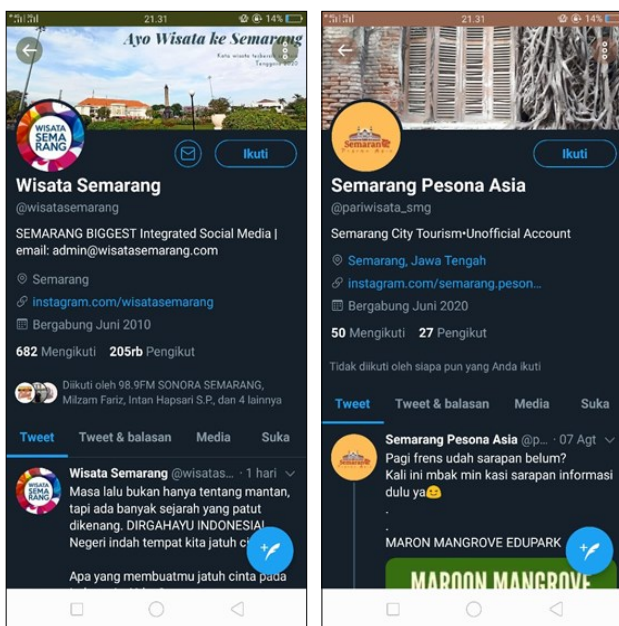 21.31
14%
Ayo Wisata ke Semarang
WISATA
SEMA
RANG
Ikuti
Wisata Semarang
@wisatasemarang
SEMARANG BIGGEST Integrated Social Media |
email: admin@wisatasemarang.com
Semarang
instagram.com/wisatasemarang
Bergabung Juni 2010
682 Mengikuti 205rb Pengikut
Diikuti oleh 98.9FM SONORA SEMARANG,
Milzam Fariz, Intan Hapsari S.P., dan 4 lainnya
Tweet Tweet & balasan Media Suka
Wisata Semarang @wisatas... · 1 hari
Masa lalu bukan hanya tentang mantan,
tapi ada banyak sejarah yang patut
dikenang. DIRGAHAYU INDONESIA!
Negeri indah tempat kita jatuh
Apa yang membuatmu jatuh cinta pada
21.31
14%
Semarang
Ikuti
Semarang Pesona Asia
@pariwisata_smg
Semarang City Tourism•Unofficial Account
Semarang, Jawa Tengah
instagram.com/semarang.peson...
Bergabung Juni 2020
50 Mengikuti 27 Pengikut
Tidak diikuti oleh siapa pun yang Anda ikuti
Tweet Tweet & balasan Media Suka
Semarang Pesona Asia @p... · 07 Agt
Pagi frens udah sarapan belum?
Kali ini mbak min kasi sarapan informasi
dulu ya😊
.
.
MARON MANGROVE EDUPARK
MAROON MANGROVE